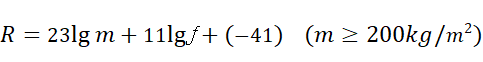 R = 23lg m + 11lgf + (−41) (m ≥ 200kg/m²)